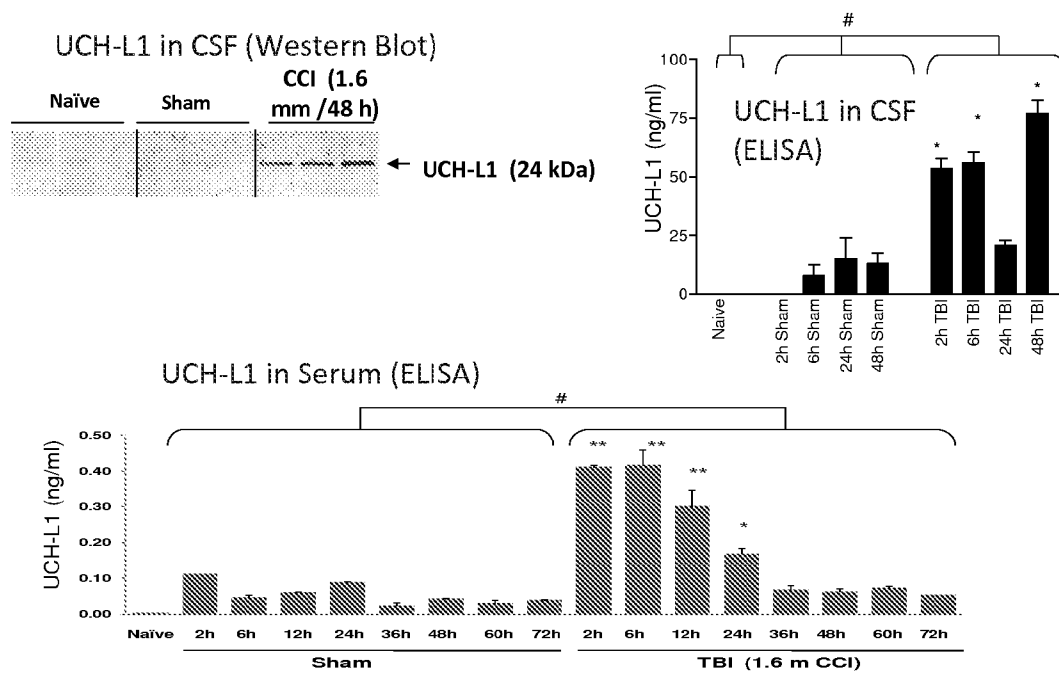 UCH-L1 in CSF (Western Blot)
Naïve
Sham
CCI (1.6
mm /48 h)
UCH-L1 (24 kDa)
#
UCH-L1 in CSF
(ELISA)
UCH-L1 (ng/ml)
100
75
50
25
0
*
*
*
Naive
2h Sham
6h Sham
24h Sham
48h Sham
2h TBI
6h TBI
24h TBI
48h TBI
UCH-L1 in Serum (ELISA)
#
UCH-L1 (ng/ml)
0.50
0.40
0.30
0.20
0.10
0.00
**
**
**
*
Naïve 2h 6h 12h 24h 36h 48h 60h 72h 2h 6h 12h 24h 36h 48h 60h 72h
Sham TBI (1.6 m CCI)